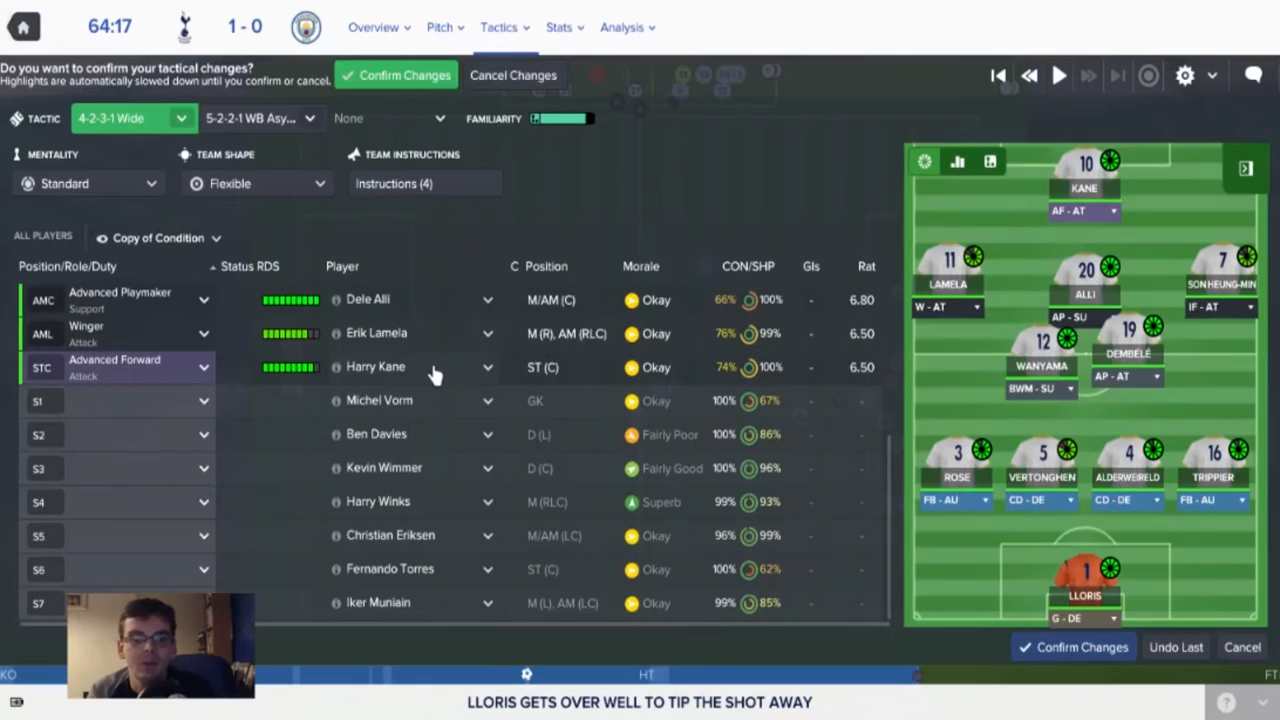 64:17 1 - 0 Overview Pitch Tactics Stats Analysis
Do you want to confirm your tactical changes?
Highlights are automatically slowed down until you confirm or cancel.
Confirm Changes Cancel Changes
TACTIC 4-2-3-1 Wide 5-2-2-1 WB Asy... None FAMILIARITY
MENTALITY TEAM SHAPE TEAM INSTRUCTIONS
Standard Flexible Instructions (4)
ALL PLAYERS Copy of Condition
Position/Role/Duty Status RDS Player C Position Morale CON/SHP Gls Rat
AMC Advanced Playmaker Support Dele Alli M/AM (C) Okay 66% 100% - 6.80
AML Winger Attack Erik Lamela M (R), AM (RLC) Okay 76% 99% - 6.50
STC Advanced Forward Attack Harry Kane ST (C) Okay 74% 100% - 6.50
S1 Michel Vorm GK Okay 100% 67% - -
S2 Ben Davies D (L) Fairly Poor 100% 86% - -
S3 Kevin Wimmer D (C) Fairly Good 100% 96% - -
S4 Harry Winks M (RLC) Superb 99% 93% - -
S5 Christian Eriksen M/AM (LC) Okay 96% 99% - -
S6 Fernando Torres ST (C) Okay 100% 62% - -
S7 Iker Muniain M (L), AM (LC) Okay 99% 85% - -
10
KANE
AF - AT
11 20 7
LAMELA ALLI SON HEUNG-MIN
W - AT AP - SU IF - AT
12 19
WANYAMA DEMBÉLÉ
BWM - SU AP - AT
3 5 4 16
ROSE VERTONGHEN ALDERWEIRELD TRIPPIER
FB - AU CD - DE CD - DE FB - AU
1
LLORIS
G - DE
Confirm Changes Undo Last Cancel
KO HT FT
LLORIS GETS OVER WELL TO TIP THE SHOT AWAY